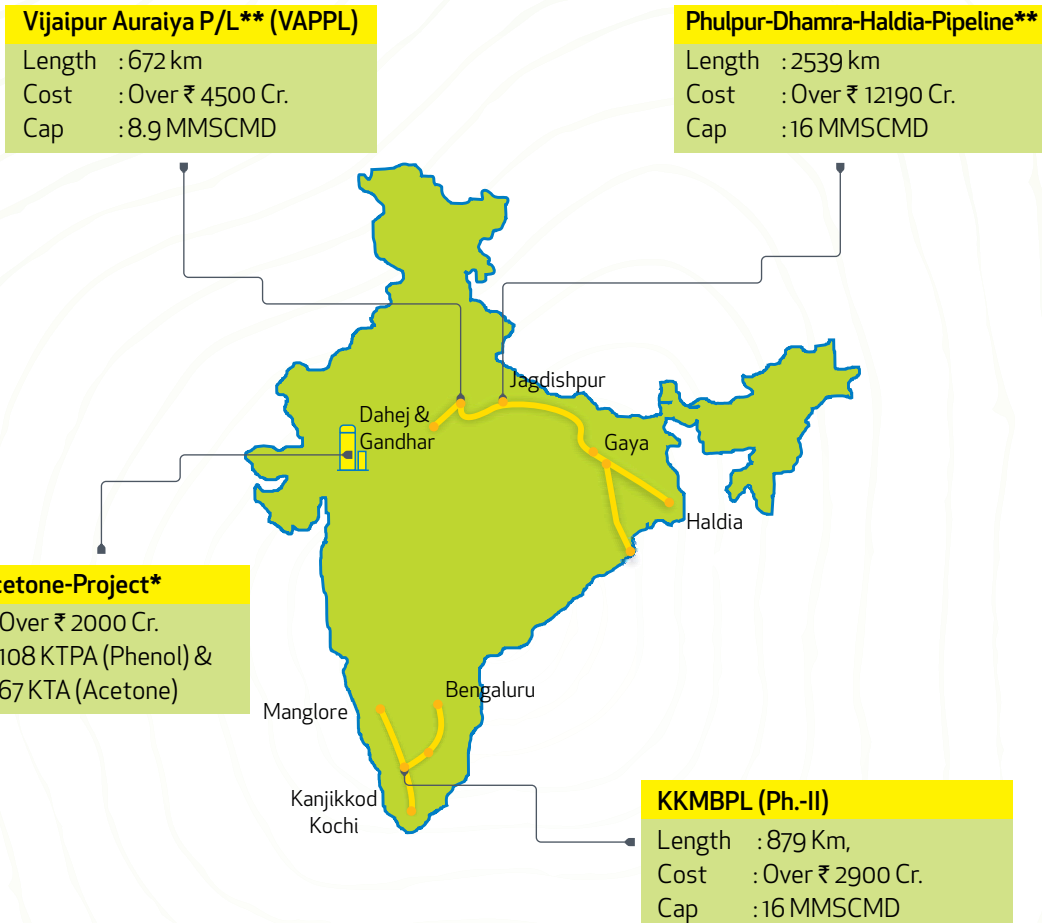 Vijaipur Auraiya P/L** (VAPPL)
Length : 672 km
Cost : Over ₹ 4500 Cr.
Cap : 8.9 MMSCMD
Phulpur-Dhamra-Haldia-Pipeline**
Length : 2539 km
Cost : Over ₹ 12190 Cr.
Cap : 16 MMSCMD
Jagdishpur
Dahej &
Gandhar
Gaya
Haldia
cetone-Project*
Over ₹ 2000 Cr.
108 KTPA (Phenol) &
67 KTA (Acetone)
Bengaluru
Manglore
Kanjikkod
Kochi
KKMBPL (Ph.-II)
Length : 879 Km,
Cost : Over ₹ 2900 Cr.
Cap : 16 MMSCMD